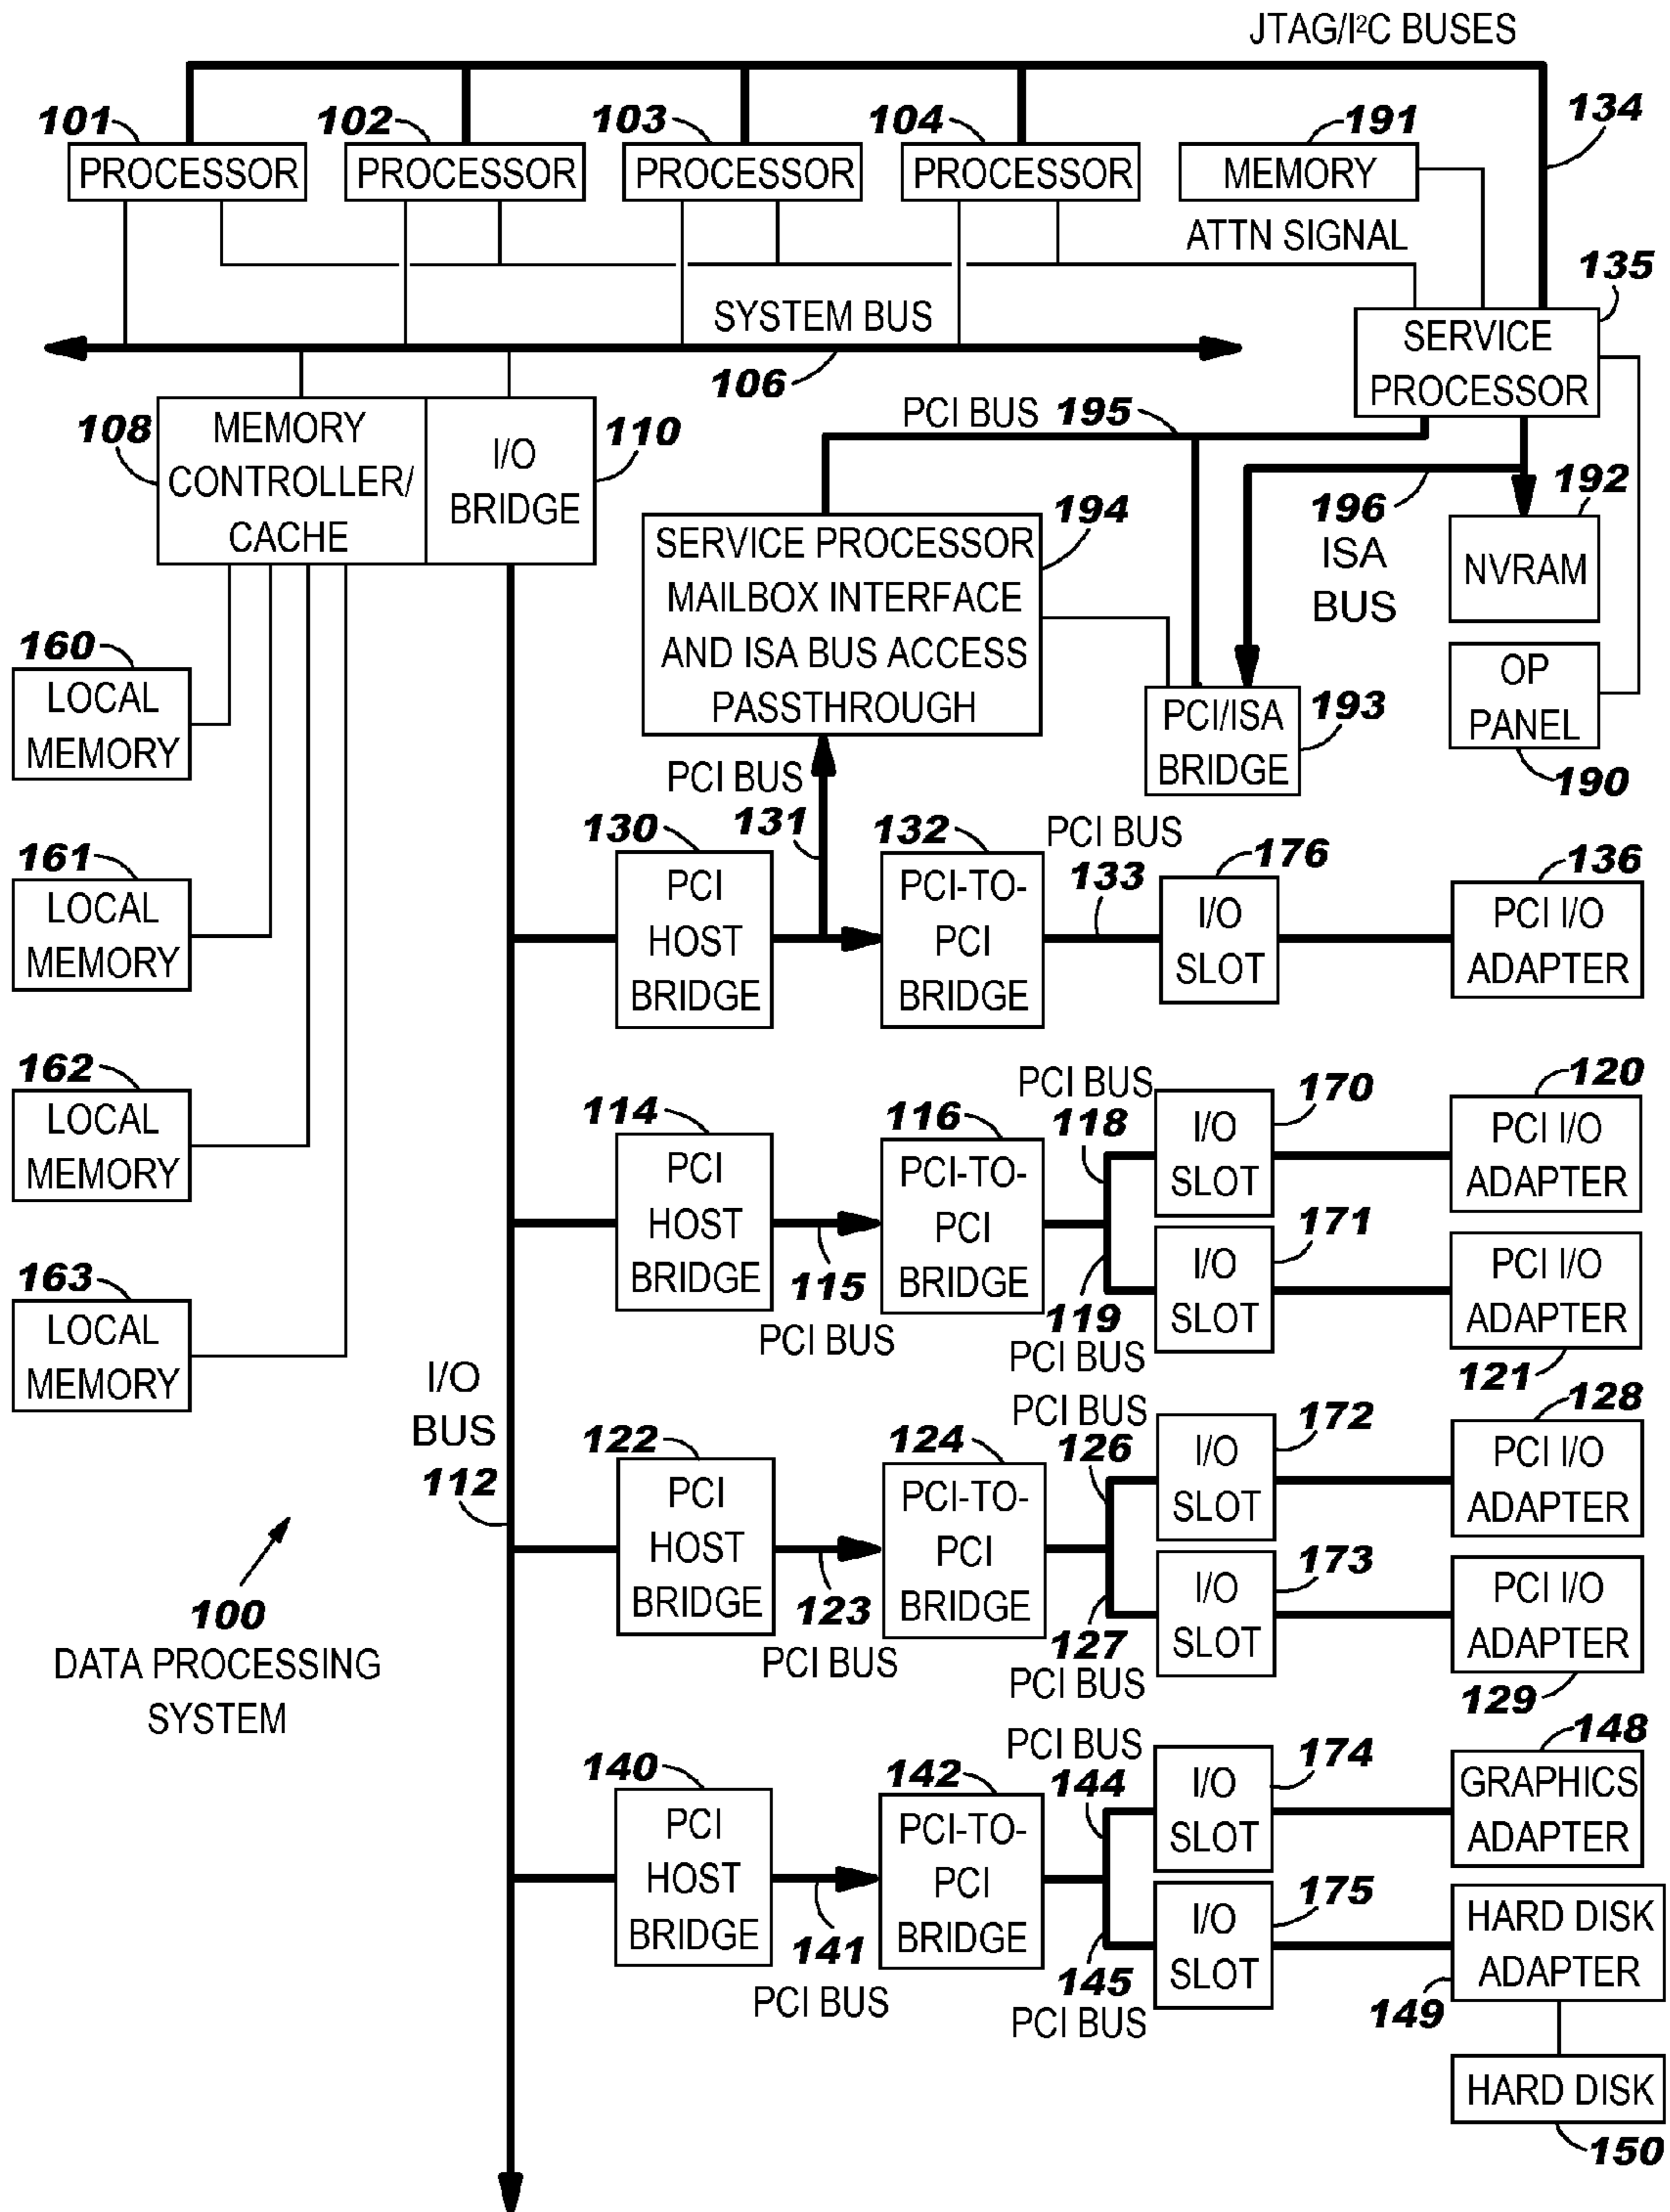 JTAG/I²C BUSES
101
102
103
104
191
134
PROCESSOR
PROCESSOR
PROCESSOR
PROCESSOR
MEMORY
ATTN SIGNAL
135
SYSTEM BUS
106
SERVICE
PROCESSOR
108
MEMORY
CONTROLLER/
CACHE
I/O
BRIDGE
110
PCI BUS 195
194
196
ISA
BUS
192
NVRAM
SERVICE PROCESSOR
MAILBOX INTERFACE
AND ISA BUS ACCESS
PASSTHROUGH
PCI/ISA
BRIDGE
193
OP
PANEL
190
160
LOCAL
MEMORY
161
LOCAL
MEMORY
162
LOCAL
MEMORY
163
LOCAL
MEMORY
PCI BUS
131
130
PCI
HOST
BRIDGE
132
PCI-TO-
PCI
BRIDGE
PCI BUS
133
176
I/O
SLOT
136
PCI I/O
ADAPTER
114
PCI
HOST
BRIDGE
115
PCI BUS
116
PCI-TO-
PCI
BRIDGE
PCI BUS
118
119
PCI BUS
170
I/O
SLOT
171
I/O
SLOT
120
PCI I/O
ADAPTER
PCI I/O
ADAPTER
121
I/O
BUS
112
122
PCI
HOST
BRIDGE
123
PCI BUS
124
PCI-TO-
PCI
BRIDGE
PCI BUS
126
127
PCI BUS
172
I/O
SLOT
173
I/O
SLOT
128
PCI I/O
ADAPTER
PCI I/O
ADAPTER
129
100
DATA PROCESSING
SYSTEM
140
PCI
HOST
BRIDGE
141
PCI BUS
142
PCI-TO-
PCI
BRIDGE
PCI BUS
144
145
PCI BUS
174
I/O
SLOT
175
I/O
SLOT
148
GRAPHICS
ADAPTER
HARD DISK
ADAPTER
149
HARD DISK
150